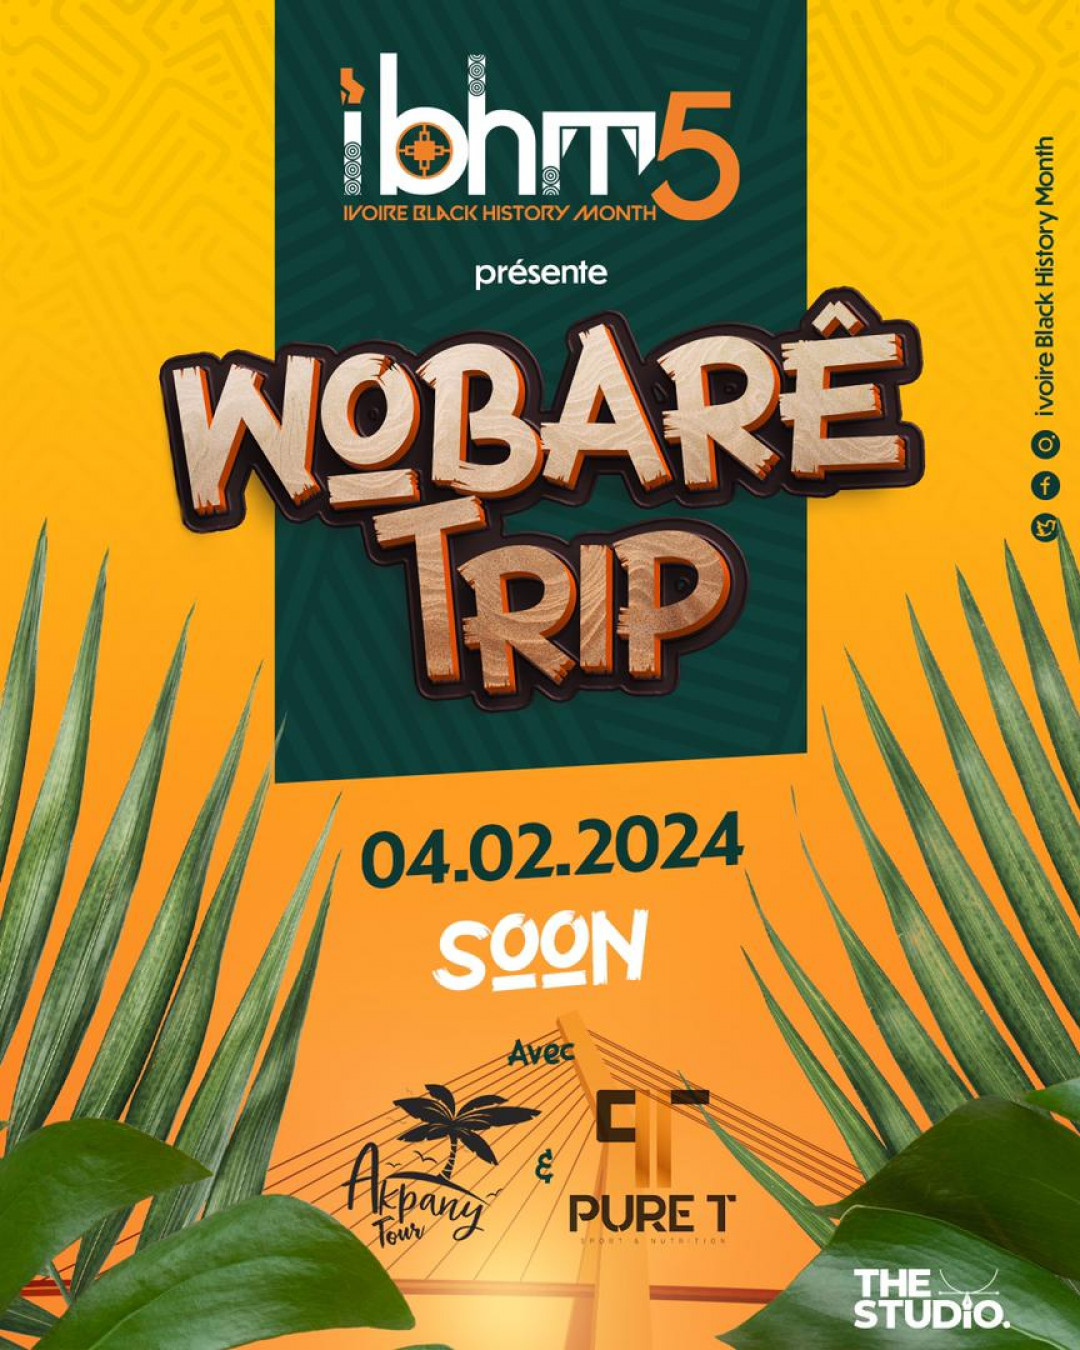 ibhm5
IVOIRE BLACK HISTORY MONTH
présente
WOBARÊ
TRIP
ivoire Black History Month
04.02.2024
SOON
Avec
Akpany
Tour
&
PT
PURE T
SPORT & NUTRITION
THE
STUDIO.